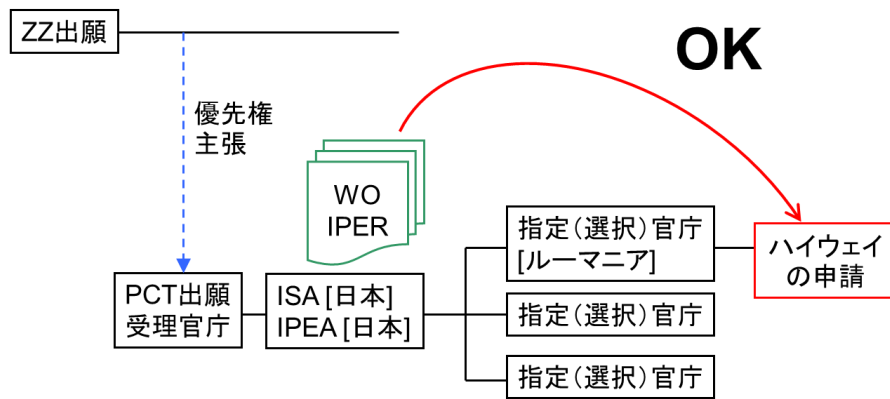 ZZ出願
OK
優先権
主張
WO
IPER
指定（選択）官庁
[ルーマニア]
ハイウェイ
の申請
PCT出願
受理官庁
ISA [日本]
IPEA [日本]
指定（選択）官庁
指定（選択）官庁